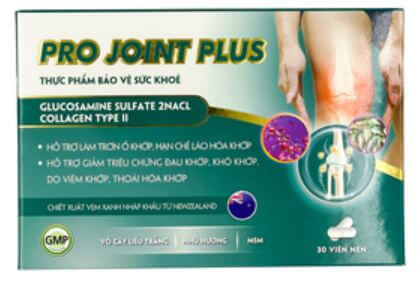 PRO JOINT PLUS
THỰC PHẨM BẢO VỆ SỨC KHOẺ
GLUCOSAMINE SULFATE 2NACL
COLLAGEN TYPE II
• HỖ TRỢ LÀM TRƠN Ổ KHỚP, HẠN CHẾ LÃO HÓA KHỚP
• HỖ TRỢ GIẢM TRIỆU CHỨNG ĐAU KHỚP, KHÔ KHỚP,
DO VIÊM KHỚP, THOÁI HÓA KHỚP
CHIẾT XUẤT VẸM XANH NHẬP KHẨU TỪ NEWZEALAND
GMP
VỎ CÂY LIỄU TRẮNG
NHŨ HƯƠNG
MSM
30 VIÊN NÉN